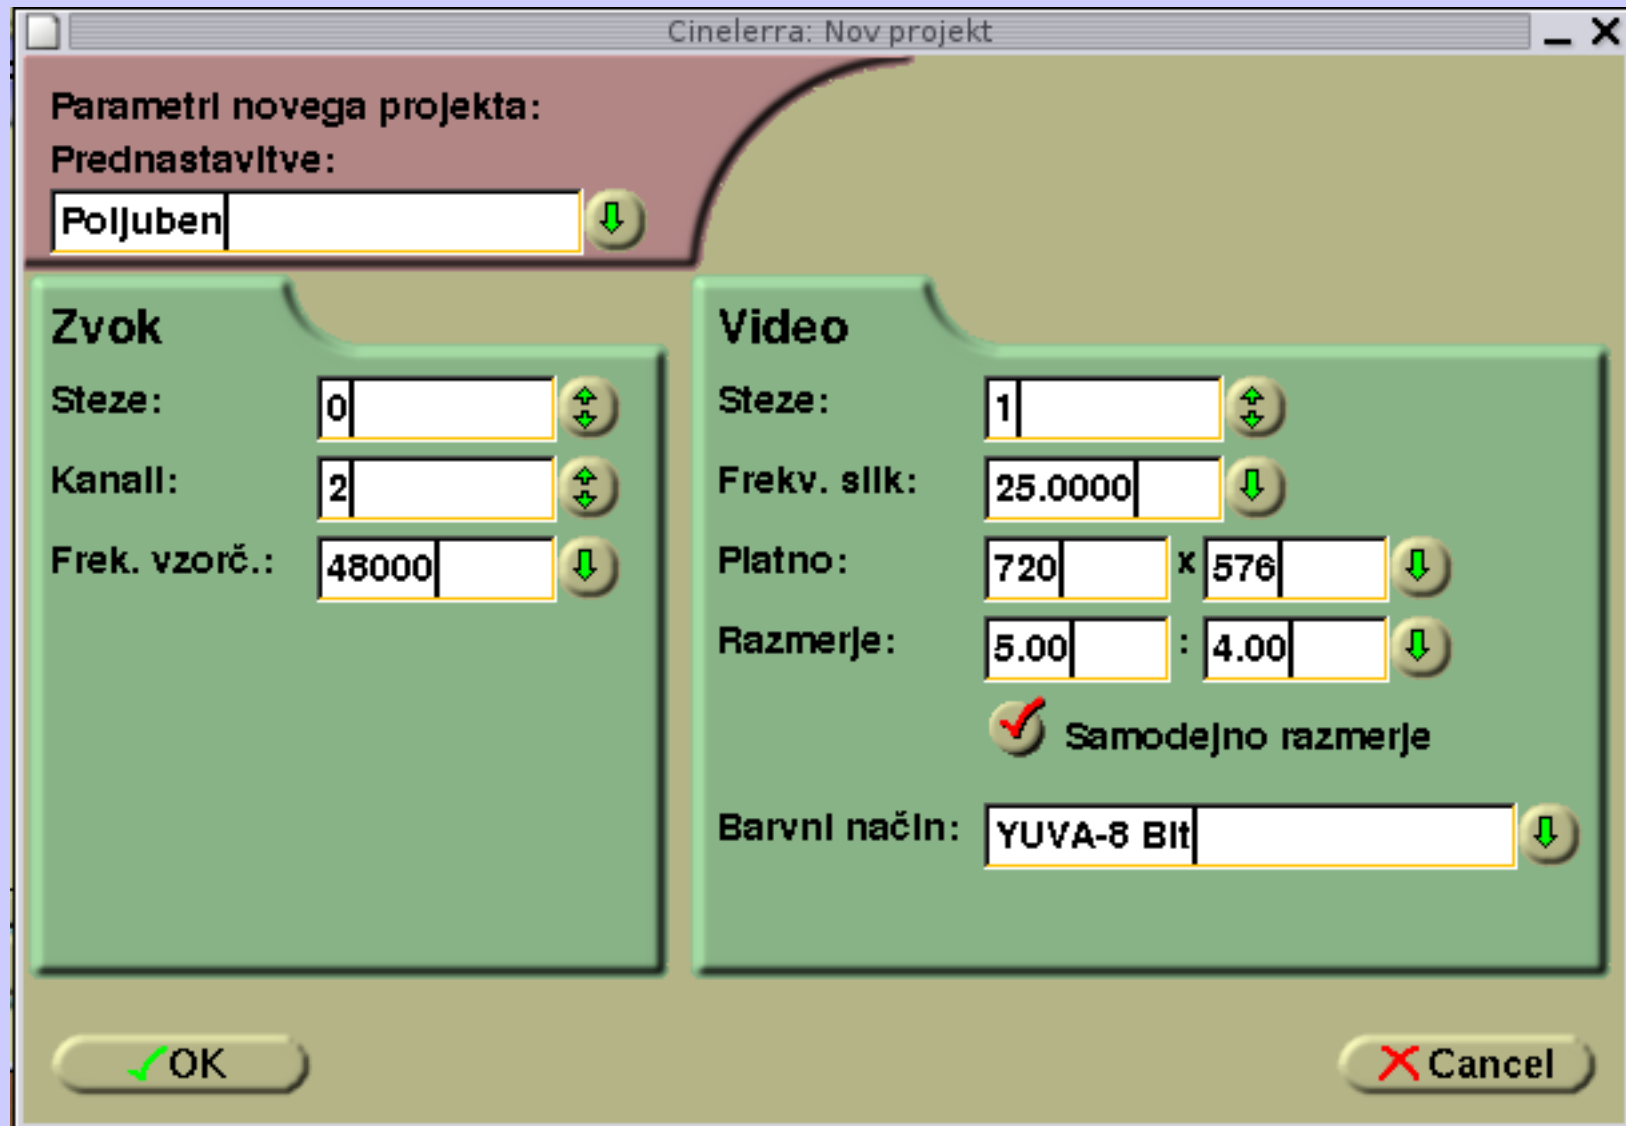 Cinelerra: Nov projekt
Parametri novega projekta:
Prednastavitve:
Poljuben
Zvok
Steze: 0
Kanali: 2
Frek. vzorč.: 48000
Video
Steze: 1
Frekv. slik: 25.0000
Platno: 720 x 576
Razmerje: 5.00 : 4.00
Samodejno razmerje
Barvni način: YUVA-8 Bit
OK
Cancel